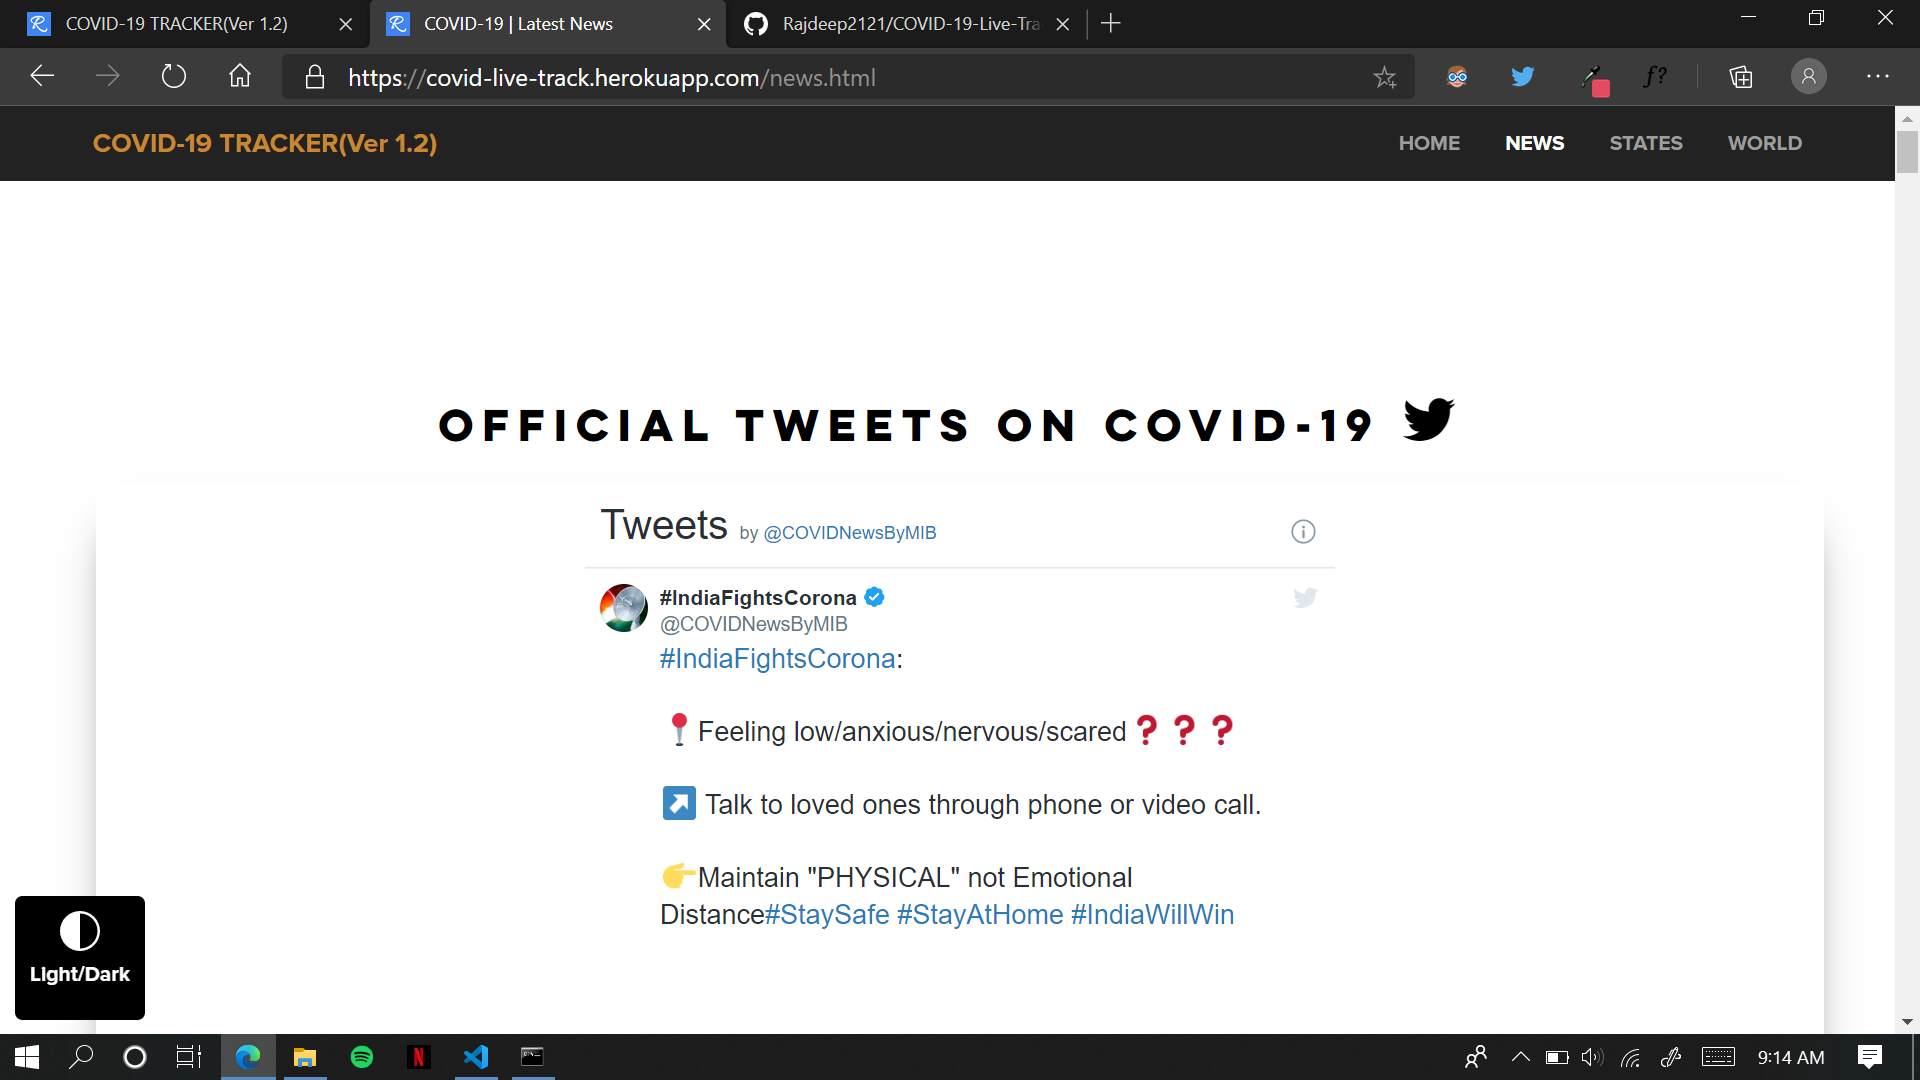 COVID-19 TRACKER(Ver 1.2)
COVID-19 | Latest News
Rajdeep2121/COVID-19-Live-Tra
https://covid-live-track.herokuapp.com/news.html
f?
COVID-19 TRACKER(Ver 1.2)
HOME
NEWS
STATES
WORLD
OFFICIAL TWEETS ON COVID-19
Tweets by @COVIDNewsByMIB
#IndiaFightsCorona
@COVIDNewsByMIB
#IndiaFightsCorona:
📍Feeling low/anxious/nervous/scared❓❓❓
↗️ Talk to loved ones through phone or video call.
👉Maintain "PHYSICAL" not Emotional
Distance#StaySafe #StayAtHome #IndiaWillWin
Light/Dark
9:14 AM